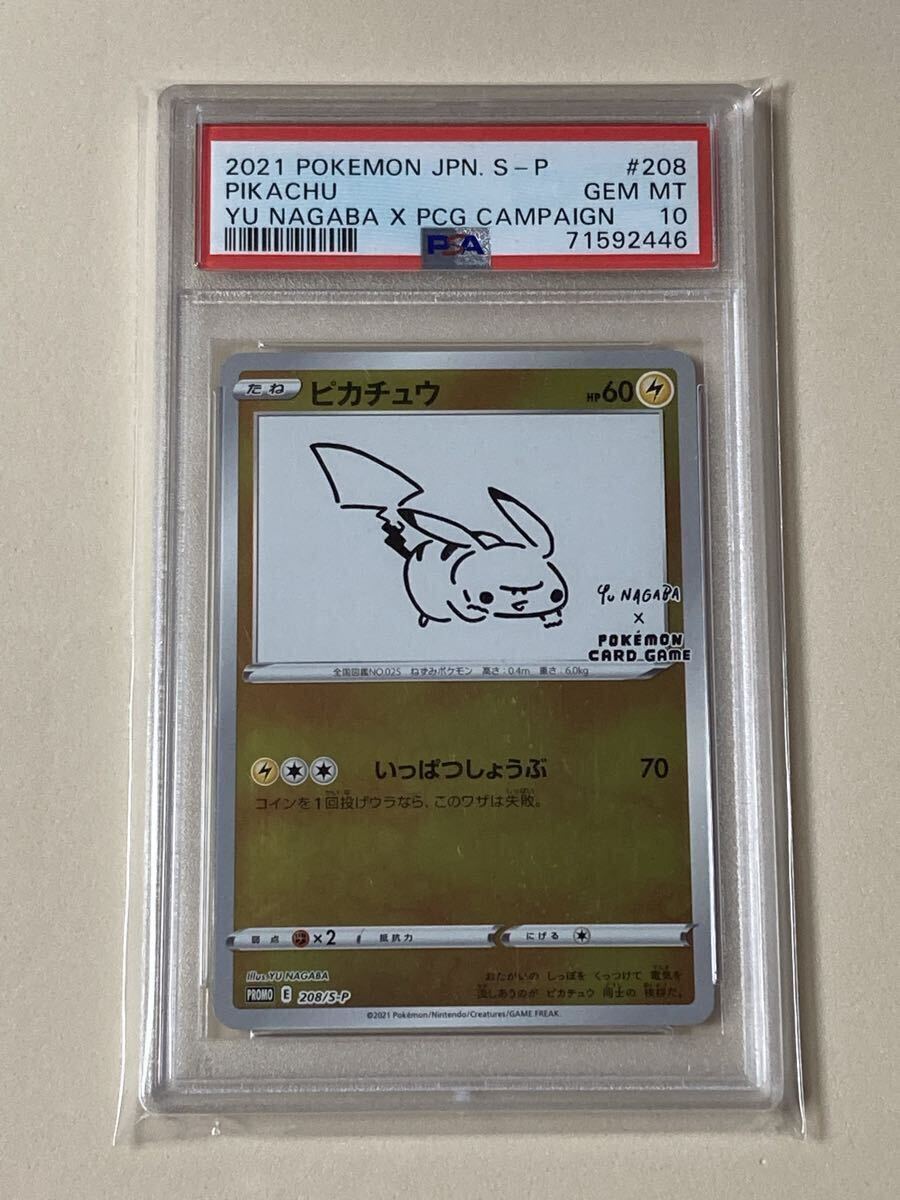 2021 POKEMON JPN. S-P #208
PIKACHU GEM MT
YU NAGABA X PCG CAMPAIGN 10
PSA 71592446
たね ピカチュウ HP60
YU NAGABA
×
POKÉMON
CARD GAME
全国図鑑NO.025 ねずみポケモン 高さ:0.4m 重さ:6.0kg
いっぱつしょうぶ 70
コインを1回投げウラなら、このワザは失敗。
弱点 ×2 抵抗力 にげる
Illus.YU NAGABA
おたがいの しっぽを くっつけて 電気を
流しあうのが ピカチュウ 同士の 挨拶だ。
PROMO E 208/S-P
©2021 Pokémon/Nintendo/Creatures/GAME FREAK.